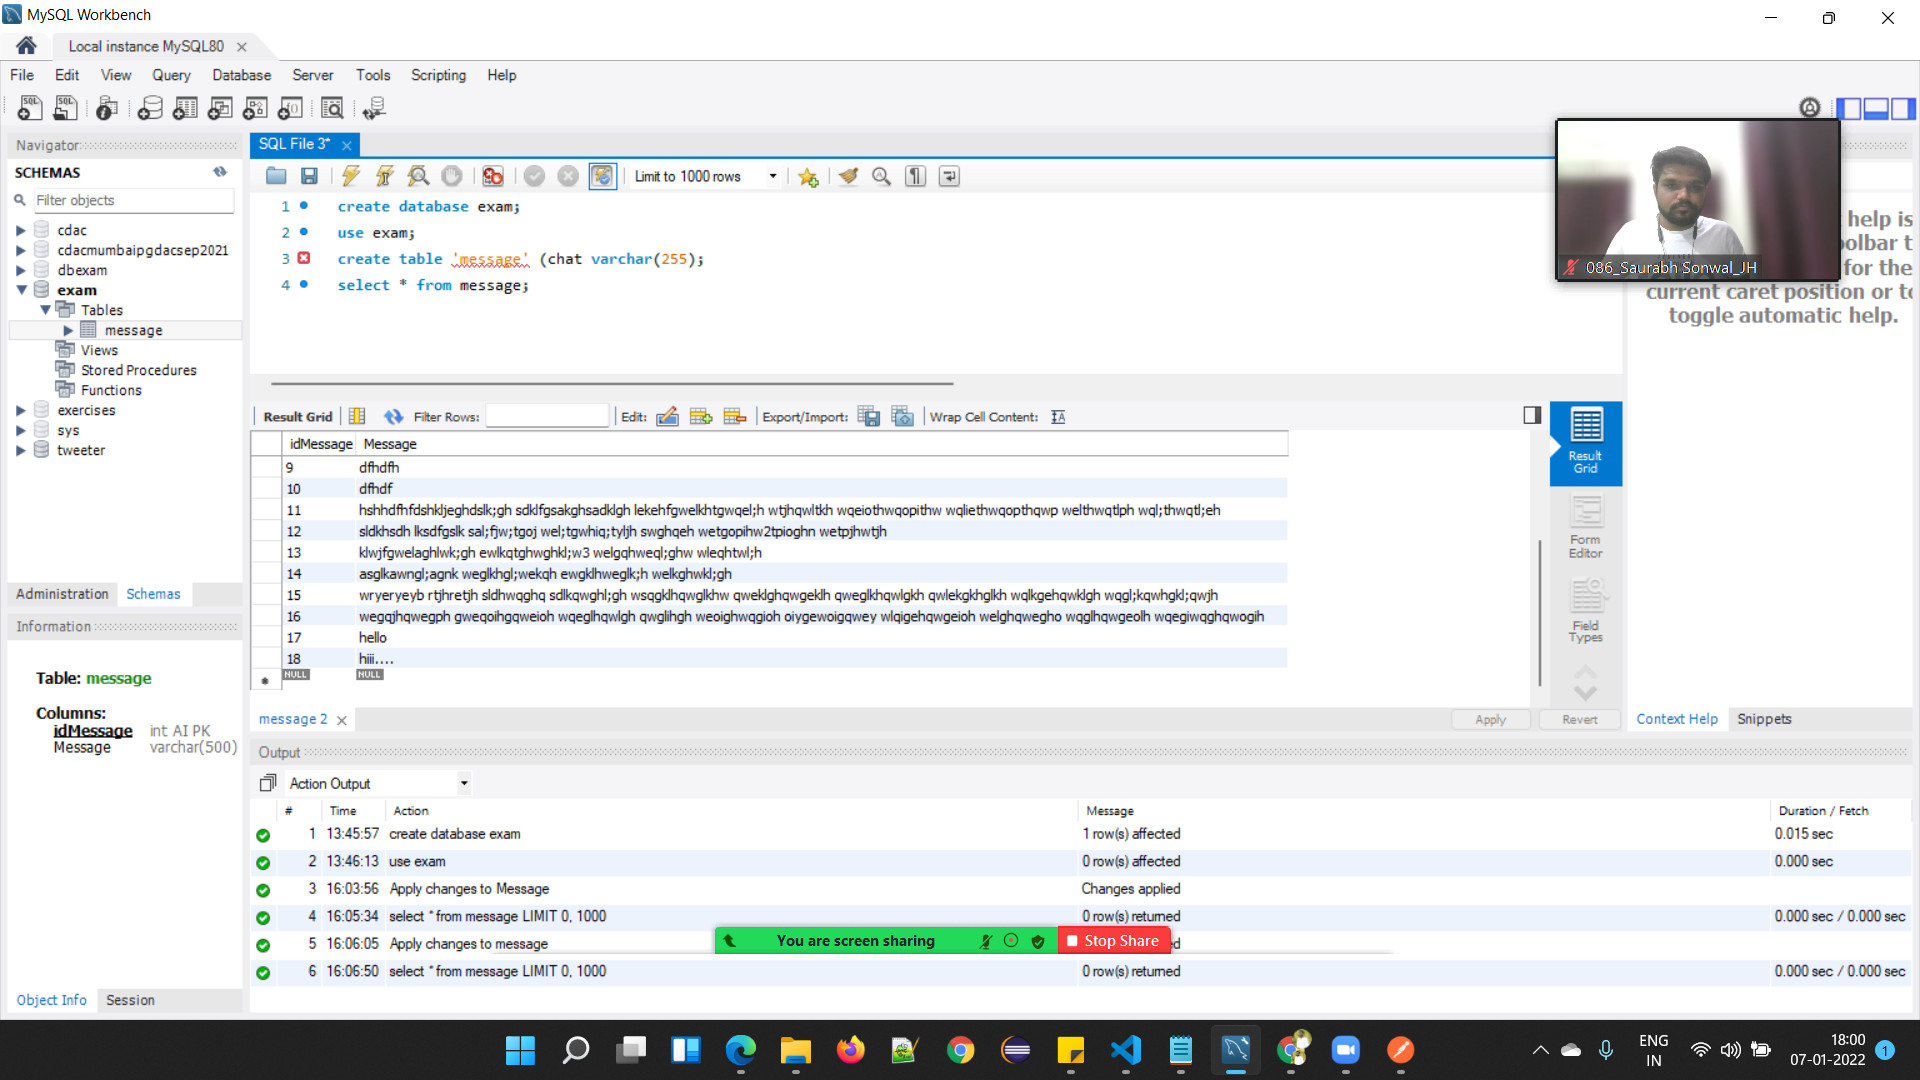 MySQL Workbench
Local instance MySQL80
File Edit View Query Database Server Tools Scripting Help
Navigator
SCHEMAS
Filter objects
cdac
cdacmumbaipgdacsep2021
dbexam
exam
Tables
message
Views
Stored Procedures
Functions
exercises
sys
tweeter
Administration Schemas
Information
Table: message
Columns:
idMessage int AI PK
Message varchar(500)
Object Info Session
SQL File 3*
Limit to 1000 rows
1 create database exam;
2 use exam;
3 create table 'message' (chat varchar(255);
4 select * from message;
Result Grid Filter Rows: Edit: Export/Import: Wrap Cell Content:
idMessage Message
9 dfhdfh
10 dfhdf
11 hshhdfhfdshkljeghdslk;gh sdklfgsakghsadklgh lekehfgwelkhtgwqel;h wtjhqwltkh wqeiothwqopithw wqliethwqopthqwp welthwqtlph wql;thwqtl;eh
12 sldkhsdh lksdfgslk sal;fjw;tgoj wel;tgwhiq;tyljh swghqeh wetgopihw2tpioghn wetpjhwtjh
13 klwjfgwelaghlwk;gh ewlkqtghwghkl;w3 welgqhweql;ghw wleqhtwl;h
14 asglkawngl;agnk weglkhgl;wekqh ewgklhweglk;h welkghwkl;gh
15 wryeryeyb rtjhretjh sldhwqghq sdlkqwghl;gh wsqgklhqwglkhw qweklghqwgeklh qweglkhqwlgkh qwlekgkhglkh wqlkgehqwklgh wqgl;kqwhgkl;qwjh
16 wegqjhqwegph gweqoihgqweioh wqeglhqwlgh qwglihgh weoighwqgioh oiygewoigqwey wlqigehqwgeioh welghqwegho wqglhqwgeolh wqegiwqghqwogih
17 hello
18 hiii....
NULL NULL
message 2
Apply Revert
Result
Grid
Form
Editor
Field
Types
086_Saurabh Sonwal_JH
help is
oolbar t
for the
current caret position or to
toggle automatic help.
Context Help Snippets
Output
Action Output
# Time Action Message Duration / Fetch
1 13:45:57 create database exam 1 row(s) affected 0.015 sec
2 13:46:13 use exam 0 row(s) affected 0.000 sec
3 16:03:56 Apply changes to Message Changes applied
4 16:05:34 select * from message LIMIT 0, 1000 0 row(s) returned 0.000 sec / 0.000 sec
5 16:06:05 Apply changes to message
6 16:06:50 select * from message LIMIT 0, 1000 0 row(s) returned 0.000 sec / 0.000 sec
You are screen sharing Stop Share
ENG
IN
18:00
07-01-2022
1